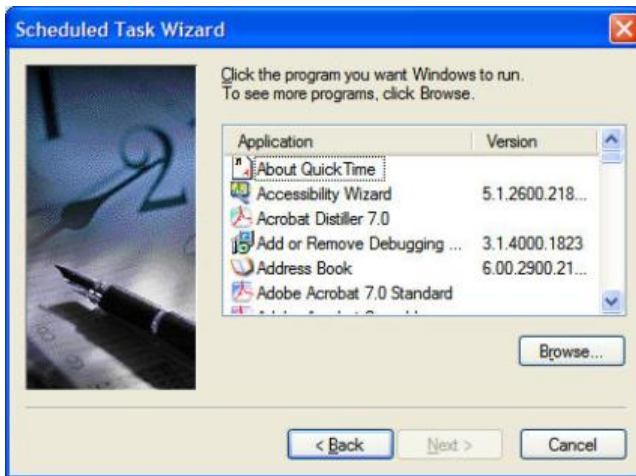 Scheduled Task Wizard
Click the program you want Windows to run.
To see more programs, click Browse.
Application Version
About QuickTime
Accessibility Wizard 5.1.2600.218...
Acrobat Distiller 7.0
Add or Remove Debugging ... 3.1.4000.1823
Address Book 6.00.2900.21...
Adobe Acrobat 7.0 Standard
Browse...
< Back Next > Cancel